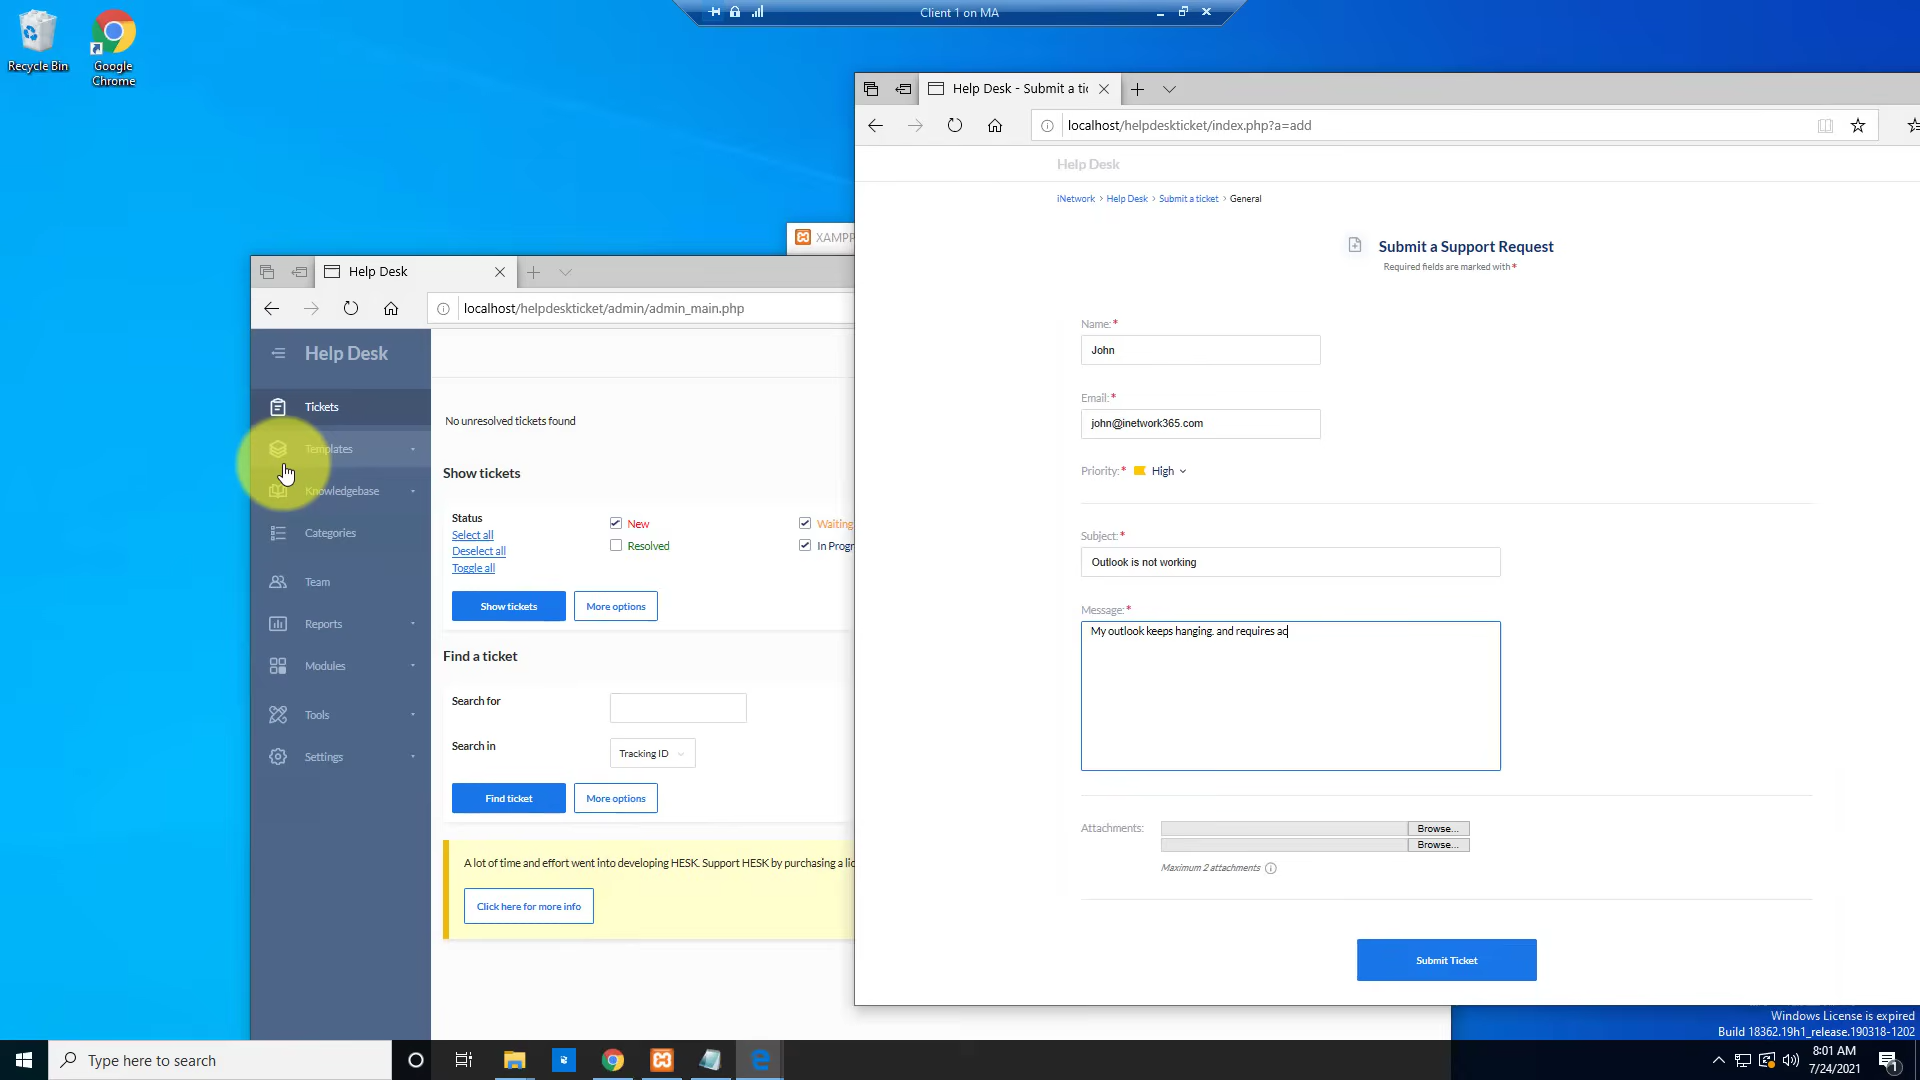 Recycle Bin
Google
Chrome
Client 1 on MA
Help Desk - Submit a tic
localhost/helpdeskticket/index.php?a=add
Help Desk
iNetwork > Help Desk > Submit a ticket > General
Submit a Support Request
Required fields are marked with *
Name: *
John
Email: *
john@inetwork365.com
Priority: * High
Subject: *
Outlook is not working
Message: *
My outlook keeps hanging. and requires ad
Attachments:
Browse...
Browse...
Maximum 2 attachments
Submit Ticket
XAMPP
Help Desk
localhost/helpdeskticket/admin/admin_main.php
Help Desk
Tickets
Templates
Knowledgebase
Categories
Team
Reports
Modules
Tools
Settings
No unresolved tickets found
Show tickets
Status
Select all
Deselect all
Toggle all
New
Waiting
Resolved
In Progr
Show tickets
More options
Find a ticket
Search for
Search in
Tracking ID
Find ticket
More options
A lot of time and effort went into developing HESK. Support HESK by purchasing a lic
Click here for more info
Windows License is expired
Build 18362.19h1_release.190318-1202
Type here to search
8:01 AM
7/24/2021
1